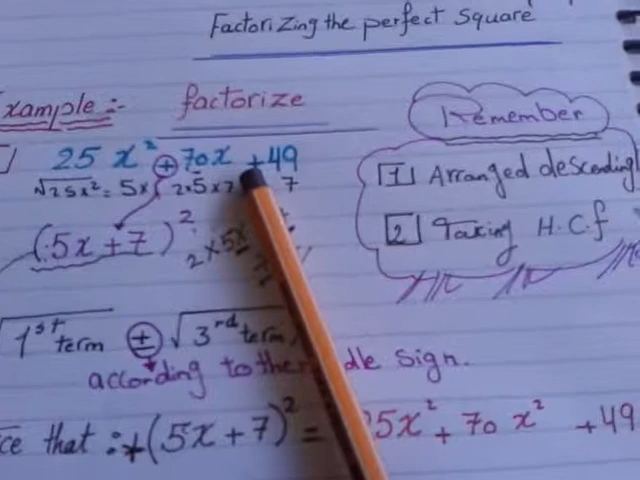 Factorizing the perfect square
Example:- factorize
25 x² + 70x + 49
√25x² = 5x 2×5×7 7
(5x + 7)²
2×5x
Remember
1 Arranged descending
2 Taking H.C.f
√1st term ± √3rd term
according to the dle sign.
ce that :+(5x+7)² = 25x² + 70 x² + 49